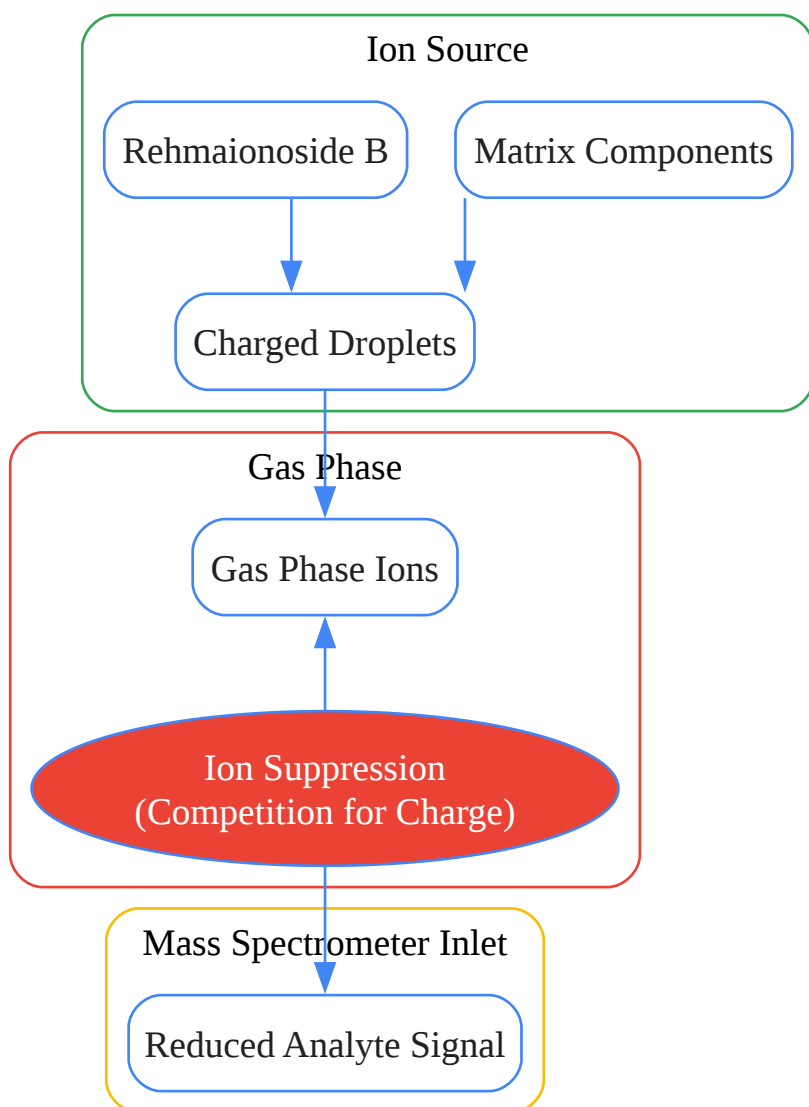 Ion Source
Rehmaionoside B
Matrix Components
Charged Droplets
Gas Phase
Gas Phase Ions
Ion Suppression
(Competition for Charge)
Mass Spectrometer Inlet
Reduced Analyte Signal